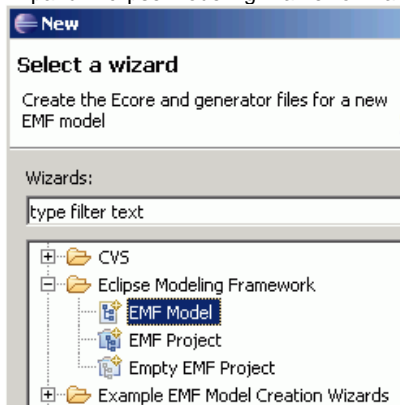 New
Select a wizard
Create the Ecore and generator files for a new
EMF model
Wizards:
type filter text
CVS
Eclipse Modeling Framework
EMF Model
EMF Project
Empty EMF Project
Example EMF Model Creation Wizards